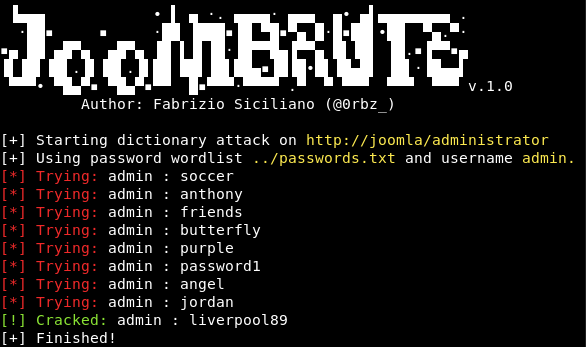 JooMBRUTE
v.1.0
Author: Fabrizio Siciliano (@0rbz_)
[+] Starting dictionary attack on http://joomla/administrator
[+] Using password wordlist ../passwords.txt and username admin.
[*] Trying: admin : soccer
[*] Trying: admin : anthony
[*] Trying: admin : friends
[*] Trying: admin : butterfly
[*] Trying: admin : purple
[*] Trying: admin : password1
[*] Trying: admin : angel
[*] Trying: admin : jordan
[!] Cracked: admin : liverpool89
[+] Finished!